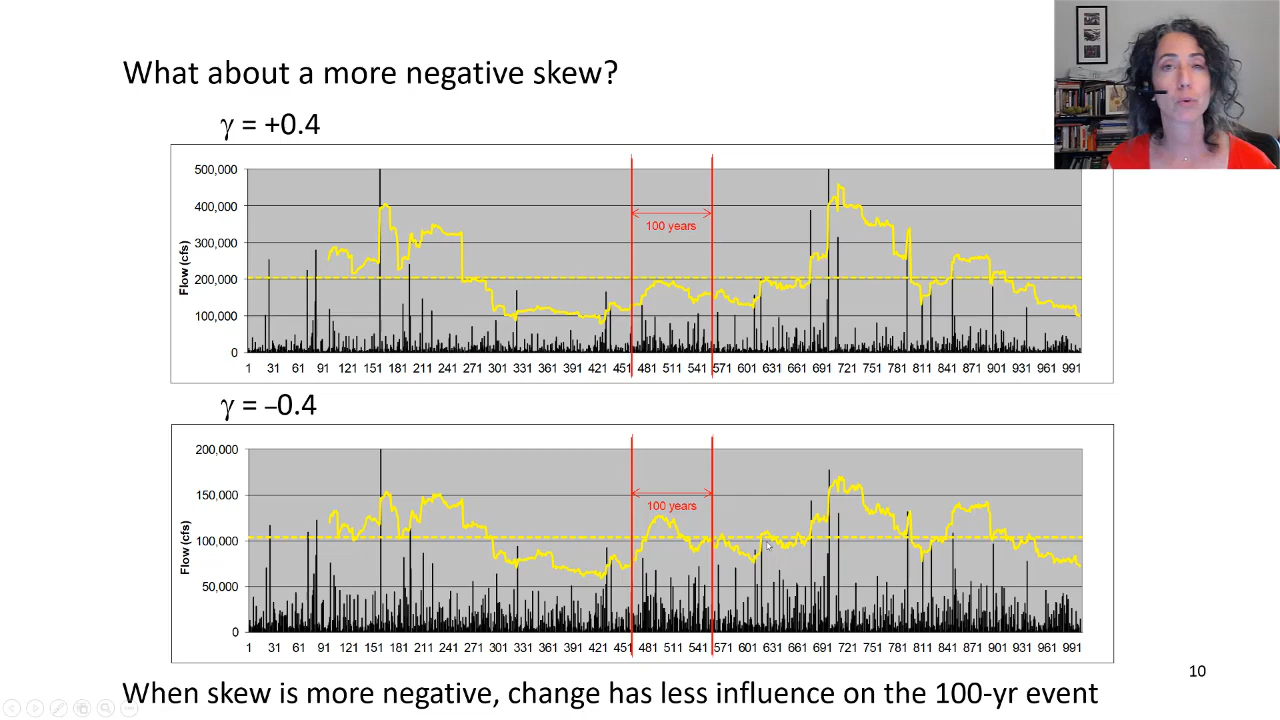 What about a more negative skew?
γ = +0.4
500,000
400,000
300,000
200,000
100,000
0
Flow (cfs)
100 years
1 31 61 91 121 151 181 211 241 271 301 331 361 391 421 451 481 511 541 571 601 631 661 691 721 751 781 811 841 871 901 931 961 991
γ = –0.4
200,000
150,000
100,000
50,000
0
Flow (cfs)
100 years
1 31 61 91 121 151 181 211 241 271 301 331 361 391 421 451 481 511 541 571 601 631 661 691 721 751 781 811 841 871 901 931 961 991
10
When skew is more negative, change has less influence on the 100-yr event